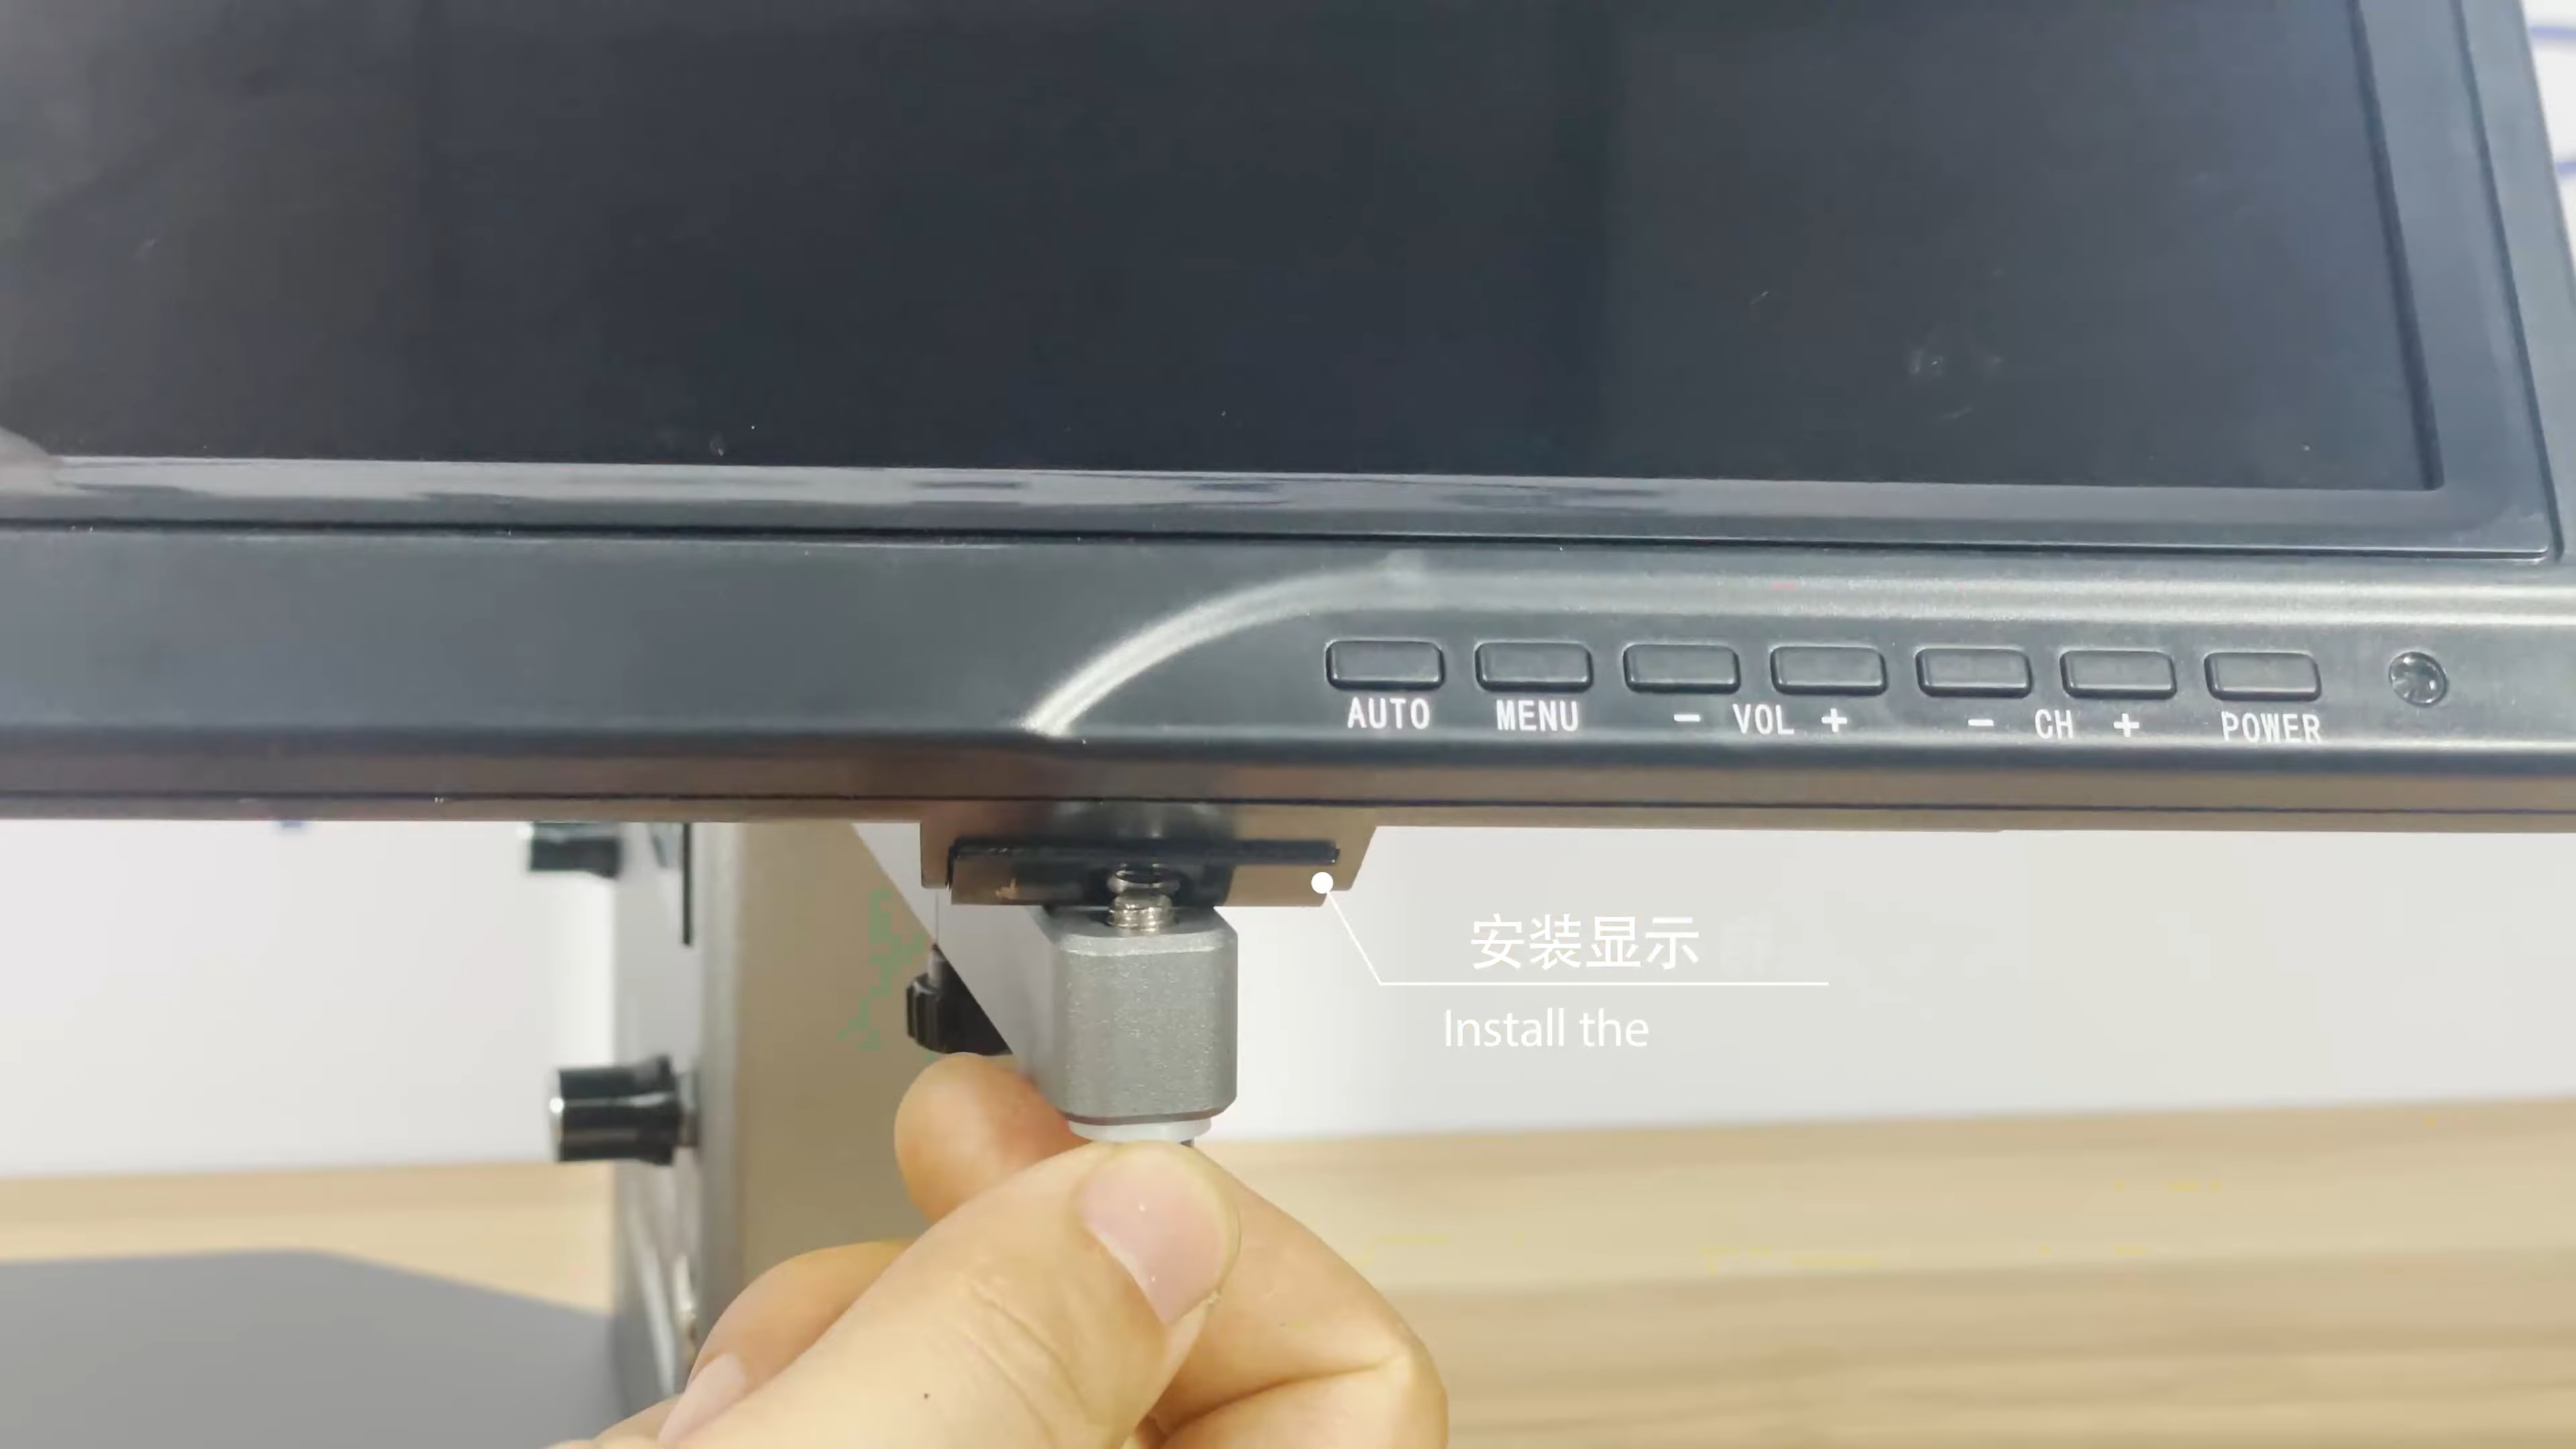 AUTO MENU - VOL + - CH + POWER
安装显示
Install the